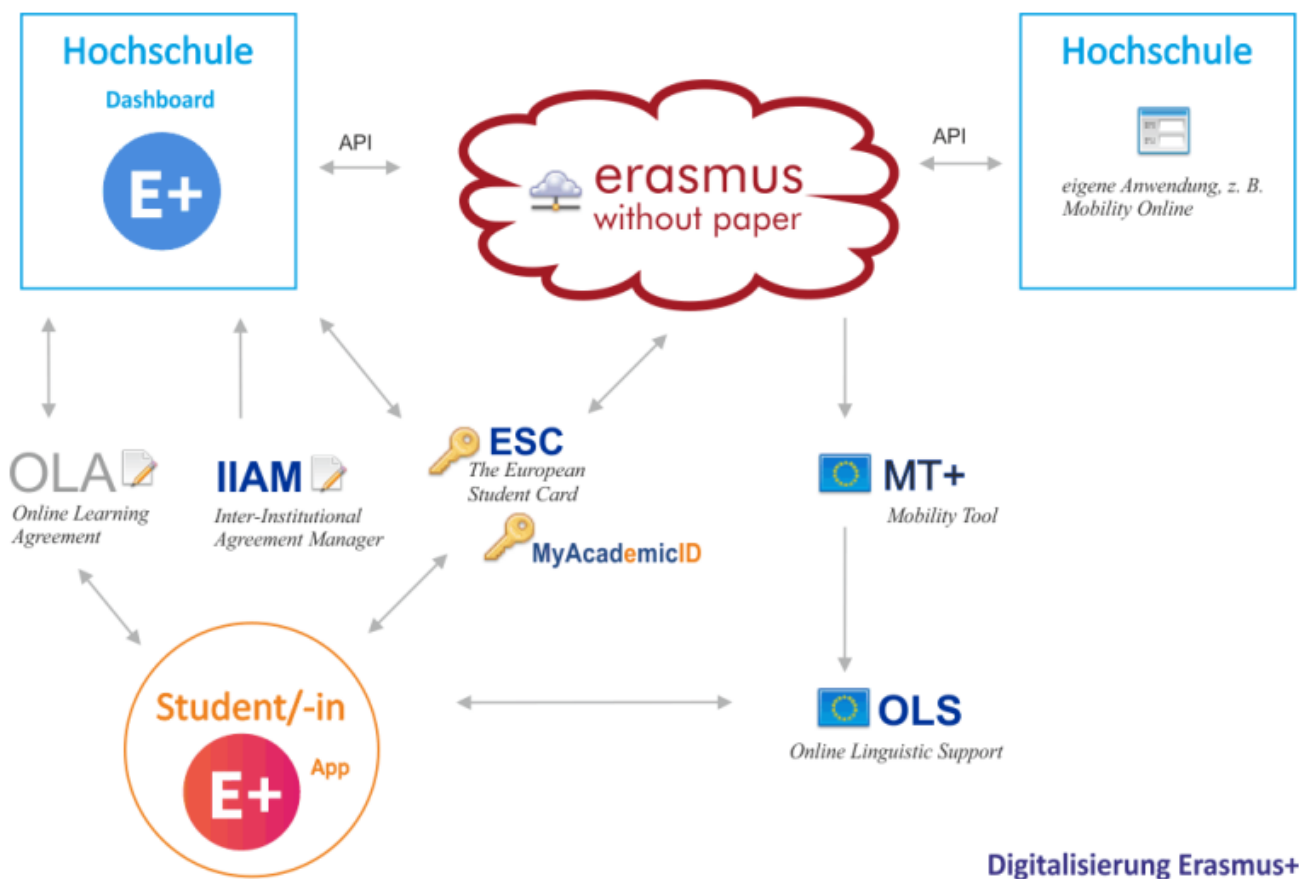 Hochschule
Dashboard
E+
API
erasmus
without paper
API
Hochschule
eigene Anwendung, z. B.
Mobility Online
OLA
Online Learning
Agreement
IIAM
Inter-Institutional
Agreement Manager
ESC
The European
Student Card
MyAcademicID
MT+
Mobility Tool
Student/-in
E+
App
OLS
Online Linguistic Support
Digitalisierung Erasmus+